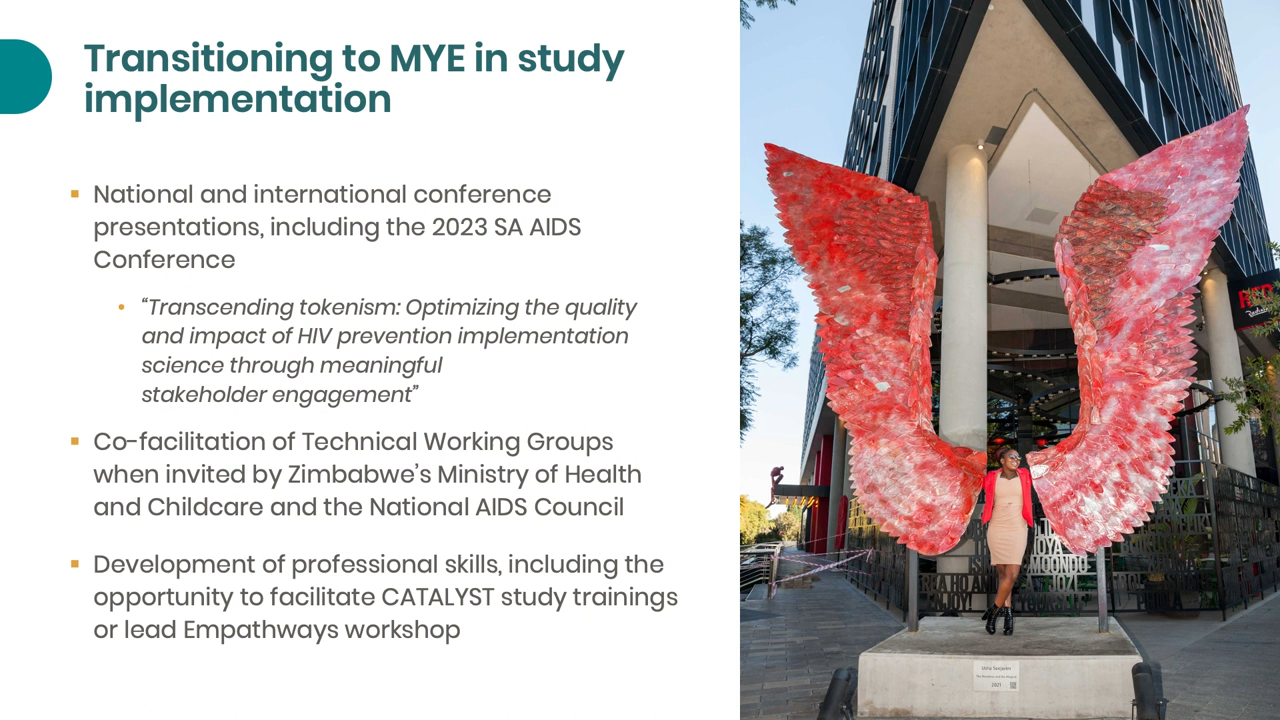 Transitioning to MYE in study
implementation
National and international conference
presentations, including the 2023 SA AIDS
Conference
“Transcending tokenism: Optimizing the quality
and impact of HIV prevention implementation
science through meaningful
stakeholder engagement”
Co-facilitation of Technical Working Groups
when invited by Zimbabwe’s Ministry of Health
and Childcare and the National AIDS Council
Development of professional skills, including the
opportunity to facilitate CATALYST study trainings
or lead Empathways workshop
2021